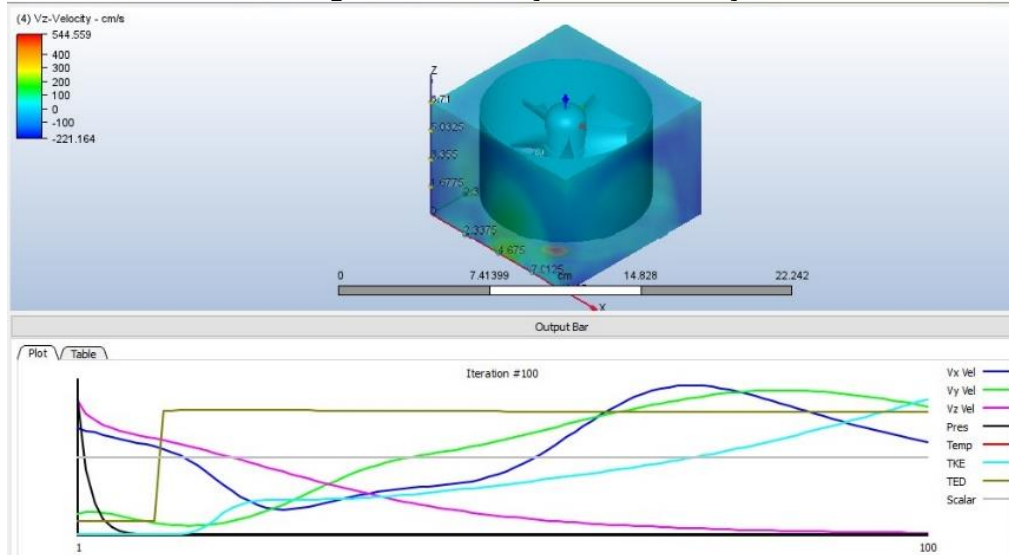 (4) Vz-Velocity - cm/s
544.559
400
300
200
100
0
-100
-221.164
Z
2.3375
4.675
7.0125
0
7.41399
cm
14.828
22.242
X
Output Bar
Plot
Table
Iteration #100
Vx Vel
Vy Vel
Vz Vel
Pres
Temp
TKE
TED
Scalar
1
100